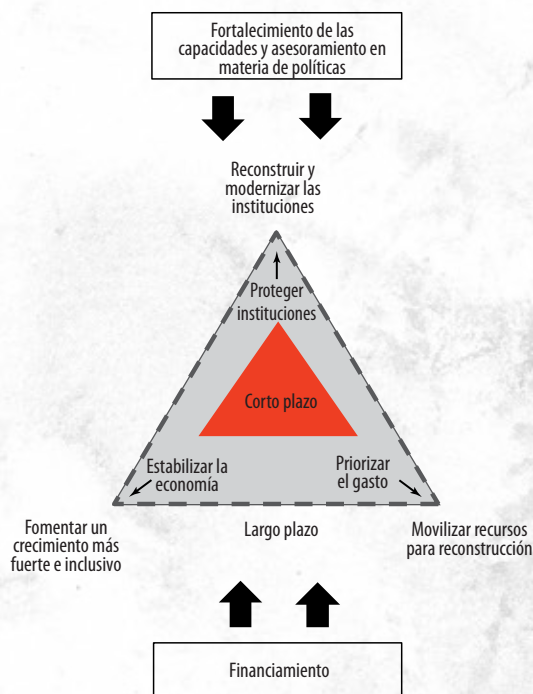 Fortalecimiento de las
capacidades y asesoramiento en
materia de políticas
Reconstruir y
modernizar las
instituciones
Proteger
instituciones
Corto plazo
Estabilizar la
economía
Priorizar
el gasto
Fomentar un
crecimiento más
fuerte e inclusivo
Largo plazo
Movilizar recursos
para reconstrucción
Financiamiento